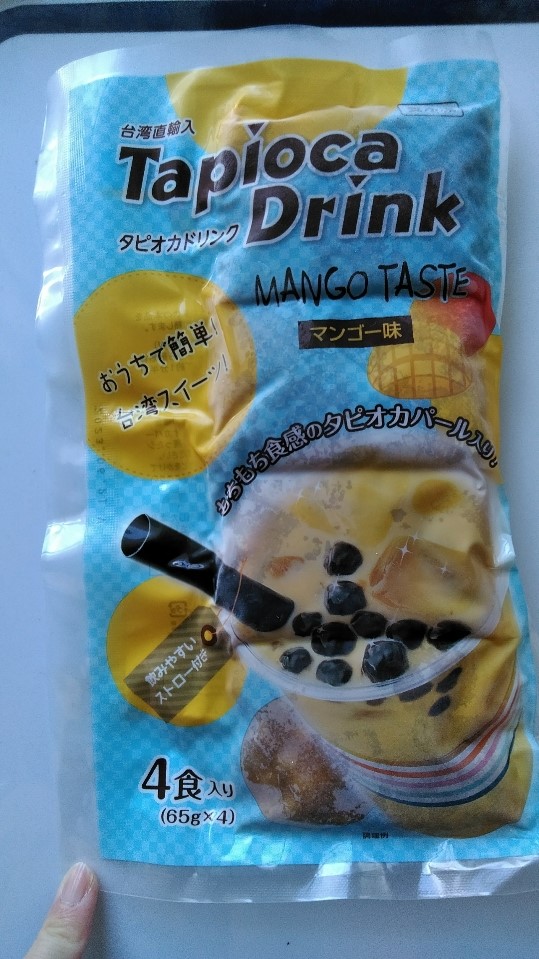 台湾直輸入
Tapioca
Drink
タピオカドリンク
MANGO TASTE
マンゴー味
おうちで簡単!
台湾スイーツ!
もちもち食感のタピオカパール入り!
飲みやすい
ストロー付き
4食入り
(65g×4)
調理例